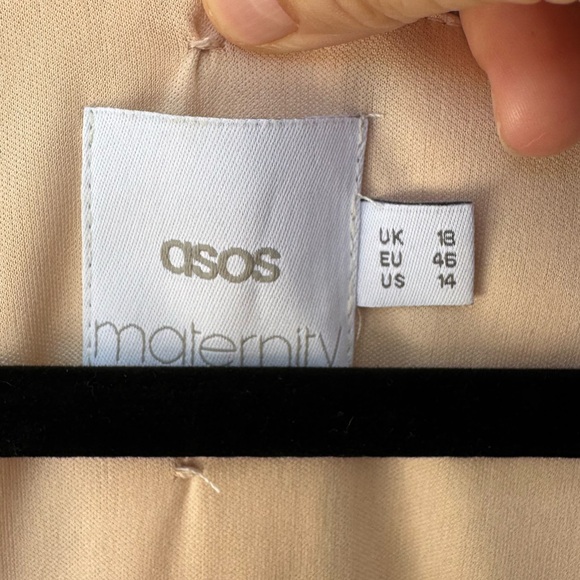 asos
maternity
UK 18
EU 46
US 14